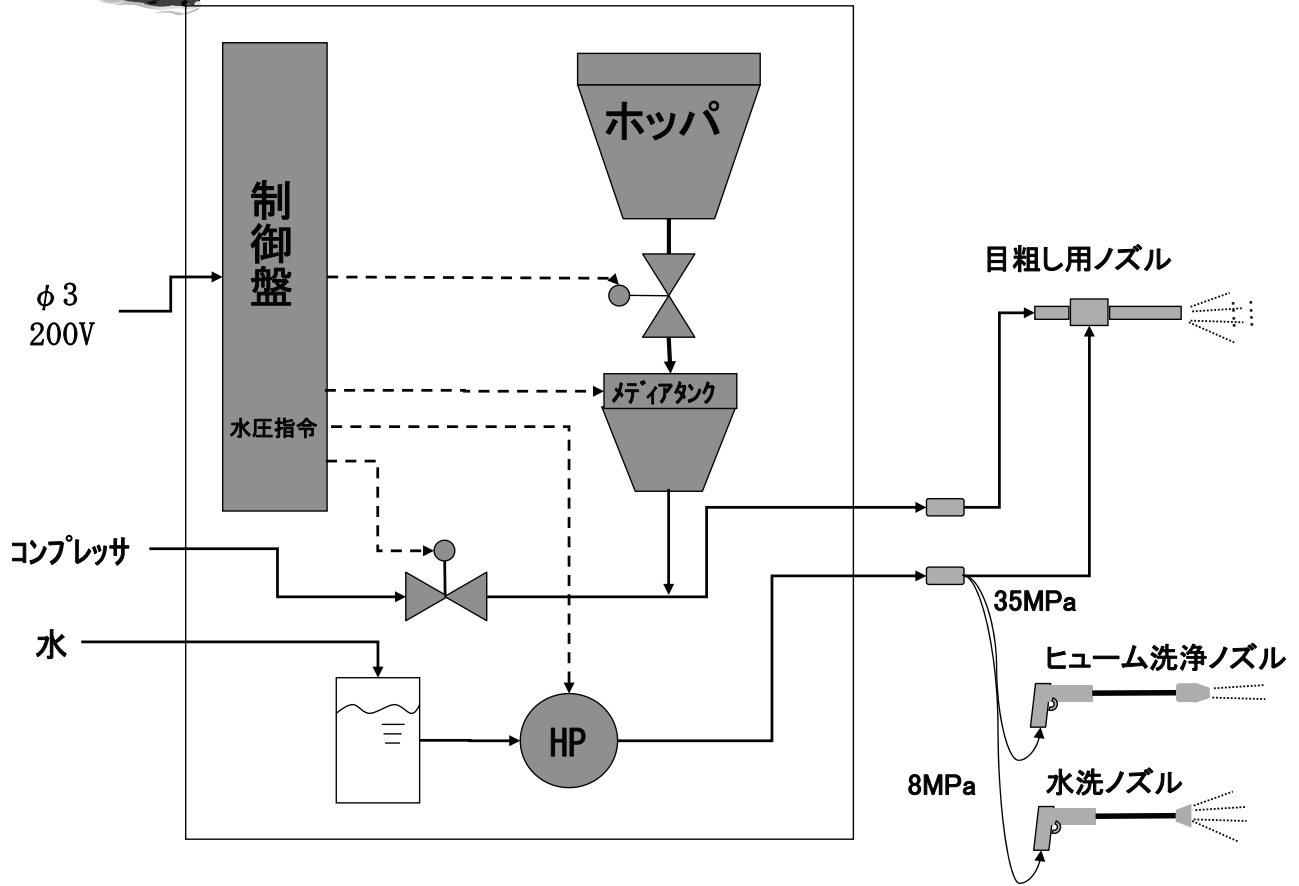 ホッパ
制御盤
目粗し用ノズル
φ3
200V
メディアタンク
水圧指令
コンプレッサ
35MPa
水
ヒューム洗浄ノズル
HP
8MPa
水洗ノズル